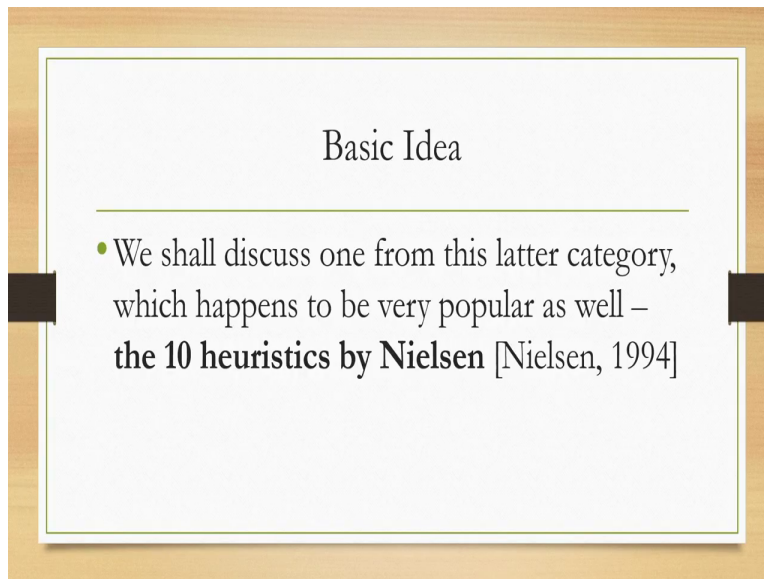 Basic Idea
• We shall discuss one from this latter category,
which happens to be very popular as well –
the 10 heuristics by Nielsen [Nielsen, 1994]